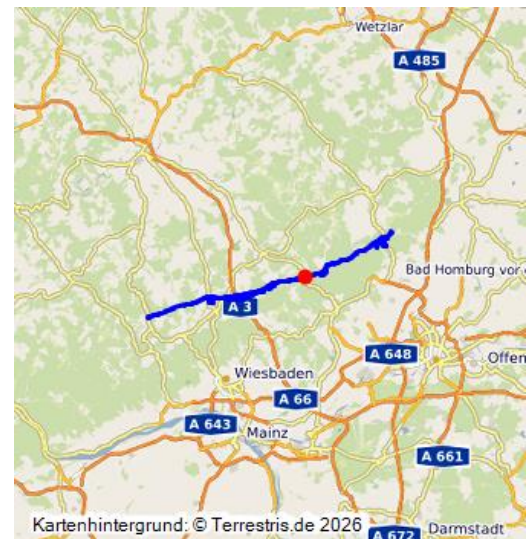 Wetzlar
A 485
Bad Homburg vor d
A 3
A 648
Offen
Wiesbaden
A 66
A 643
Mainz
A 661
Kartenhintergrund: © Terrestris.de 2026
A 672
Darmstadt